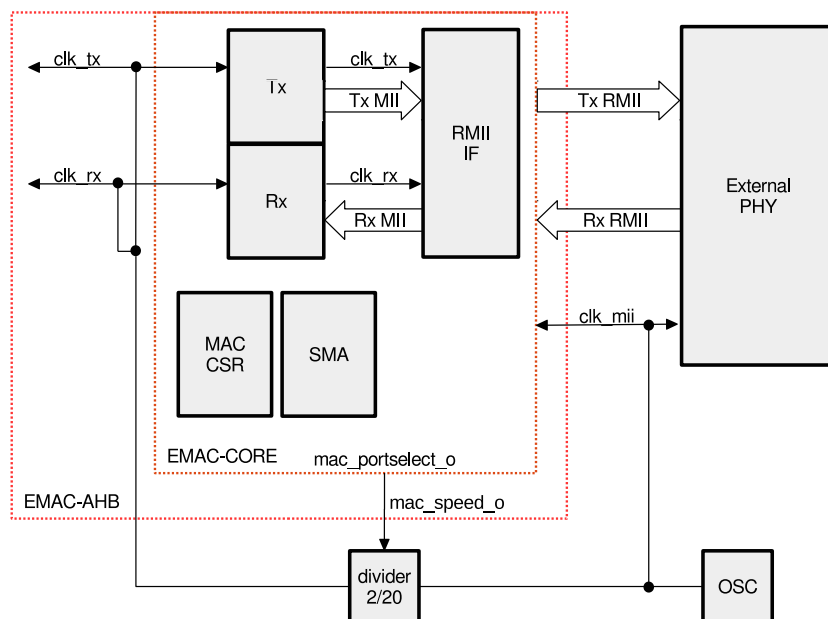 clk_tx
Tx
clk_tx
Tx MII
RMII
IF
Tx RMII
External
PHY
clk_rx
Rx
clk_rx
Rx MII
Rx RMII
MAC
CSR
SMA
clk_mii
EMAC-CORE
mac_portselect_o
EMAC-AHB
mac_speed_o
divider
2/20
OSC